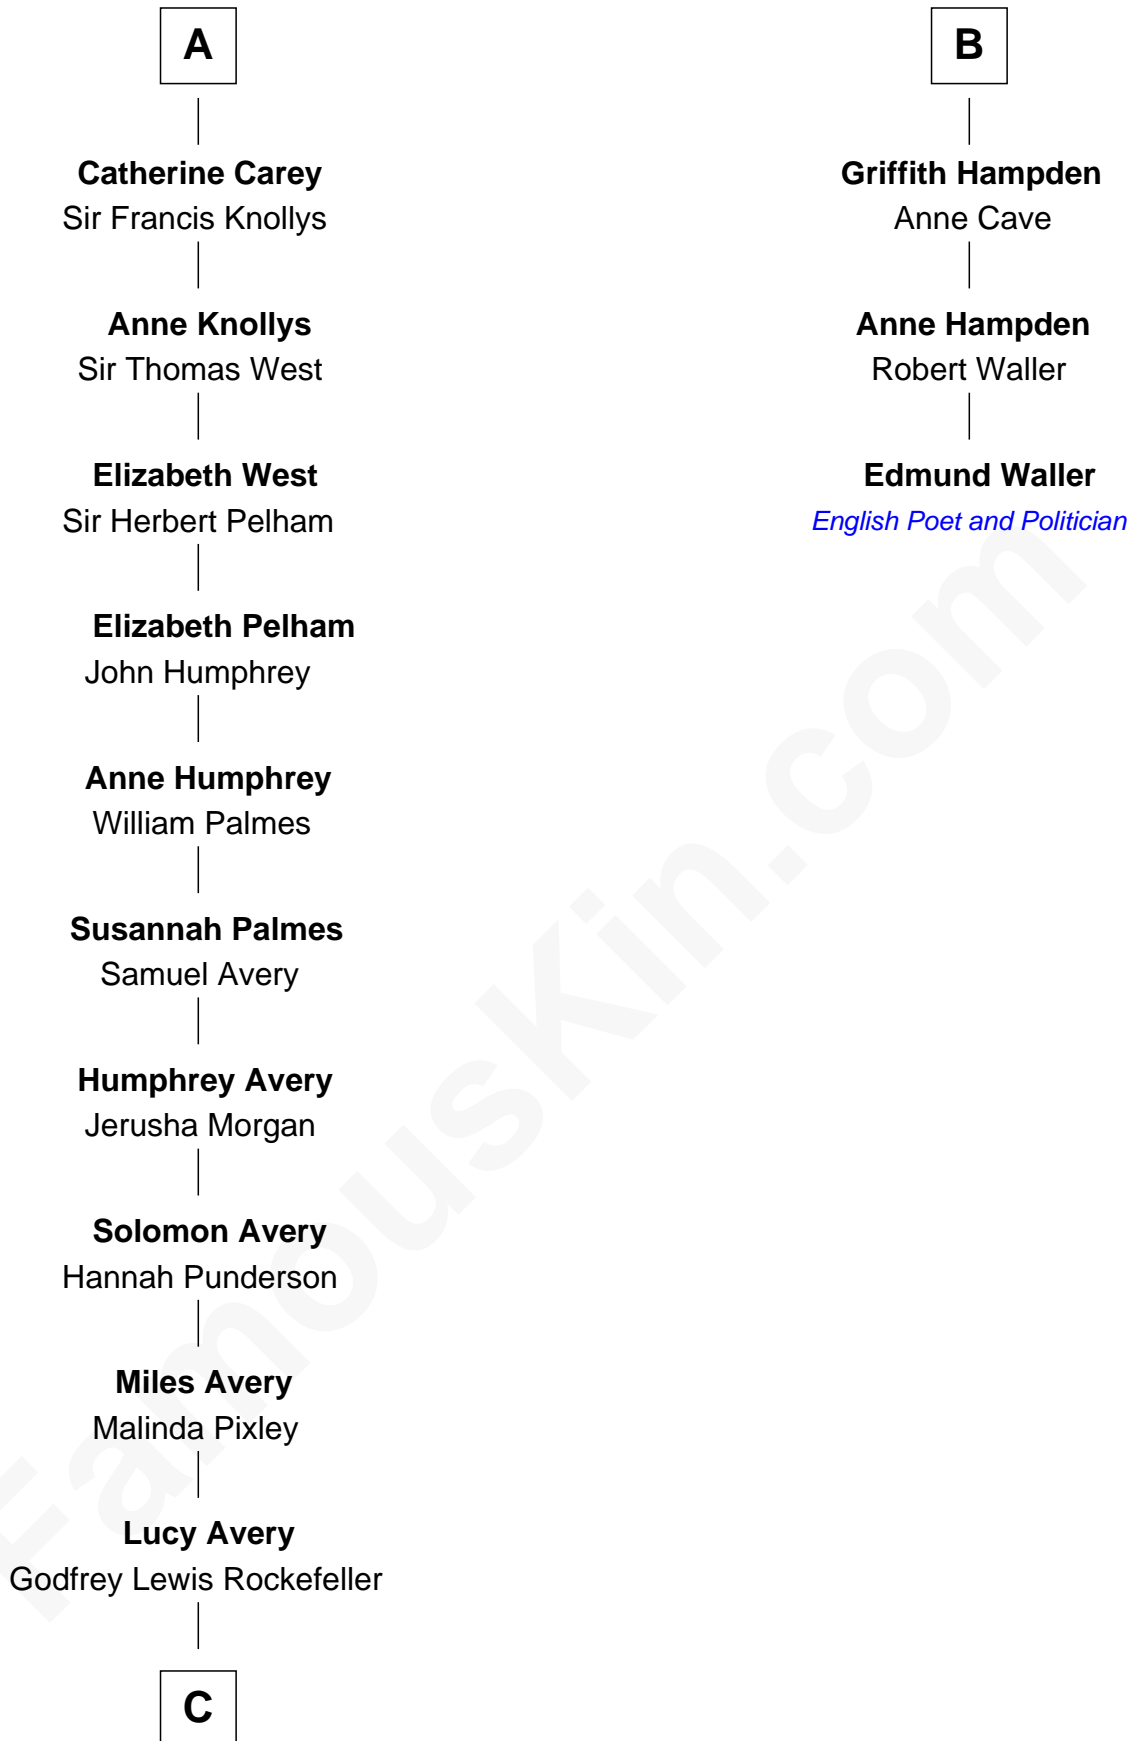 A
Catherine Carey
Sir Francis Knollys
Anne Knollys
Sir Thomas West
Elizabeth West
Sir Herbert Pelham
Elizabeth Pelham
John Humphrey
Anne Humphrey
William Palmes
Susannah Palmes
Samuel Avery
Humphrey Avery
Jerusha Morgan
Solomon Avery
Hannah Punderson
Miles Avery
Malinda Pixley
Lucy Avery
Godfrey Lewis Rockefeller
C
B
Griffith Hampden
Anne Cave
Anne Hampden
Robert Waller
Edmund Waller
English Poet and Politician
FamousKin.com